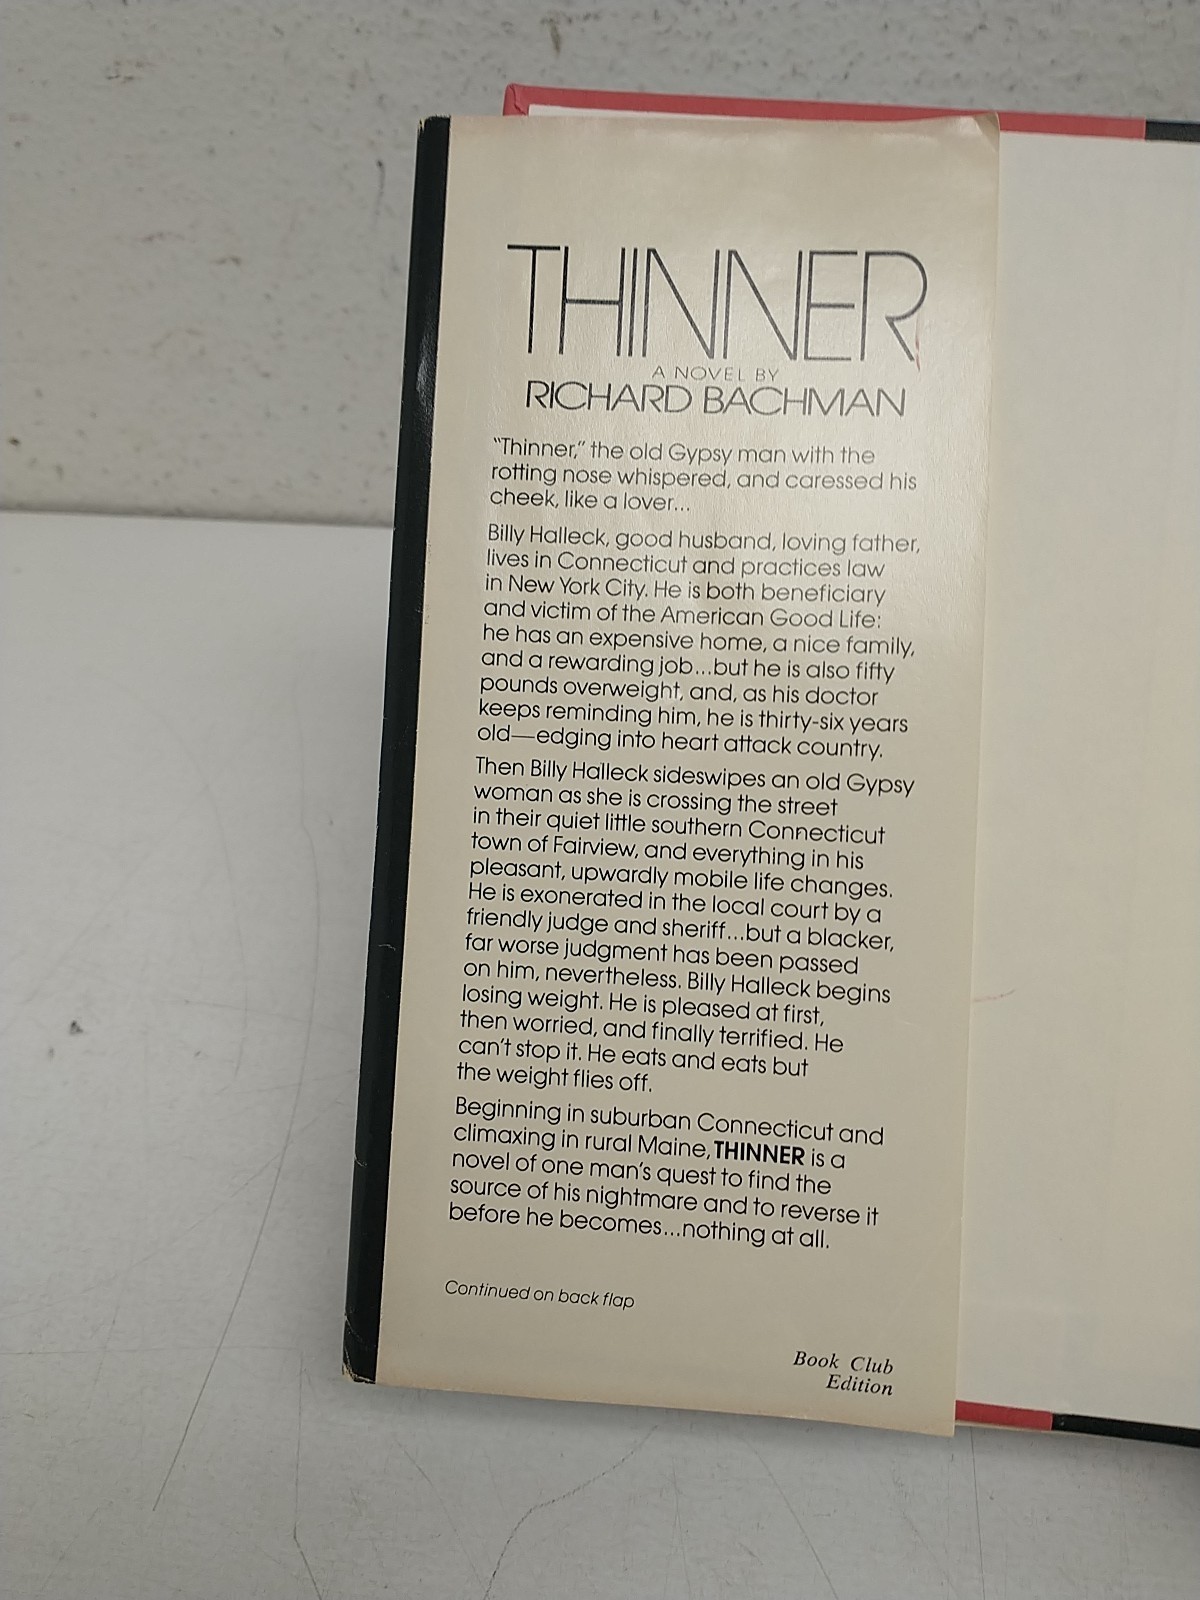 THINNER
A NOVEL BY
RICHARD BACHMAN
“Thinner,” the old Gypsy man with the
rotting nose whispered, and caressed his
cheek, like a lover...
Billy Halleck, good husband, loving father,
lives in Connecticut and practices law
in New York City. He is both beneficiary
and victim of the American Good Life:
he has an expensive home, a nice family,
and a rewarding job...but he is also fifty
pounds overweight, and, as his doctor
keeps reminding him, he is thirty-six years
old—edging into heart attack country.
Then Billy Halleck sideswipes an old Gypsy
woman as she is crossing the street
in their quiet little southern Connecticut
town of Fairview, and everything in his
pleasant, upwardly mobile life changes.
He is exonerated in the local court by a
friendly judge and sheriff...but a blacker,
far worse judgment has been passed
on him, nevertheless. Billy Halleck begins
losing weight. He is pleased at first,
then worried, and finally terrified. He
can't stop it. He eats and eats but
the weight flies off.
Beginning in suburban Connecticut and
climaxing in rural Maine, THINNER is a
novel of one man's quest to find the
source of his nightmare and to reverse it
before he becomes...nothing at all.
Continued on back flap
Book Club
Edition